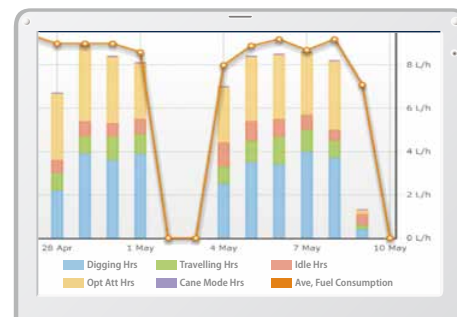 8 L/h
6 L/h
4 L/h
2 L/h
0 L/h
28 Apr 1 May 4 May 7 May 10 May
Digging Hrs Travelling Hrs Idle Hrs
Opt Att Hrs Cane Mode Hrs Ave, Fuel Consumption